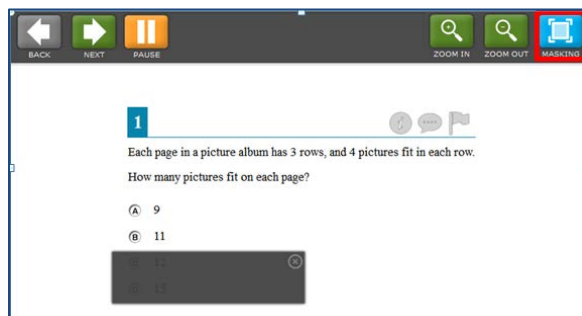 BACK NEXT PAUSE ZOOM IN ZOOM OUT MASKING
1
Each page in a picture album has 3 rows, and 4 pictures fit in each row.
How many pictures fit on each page?
A 9
B 11